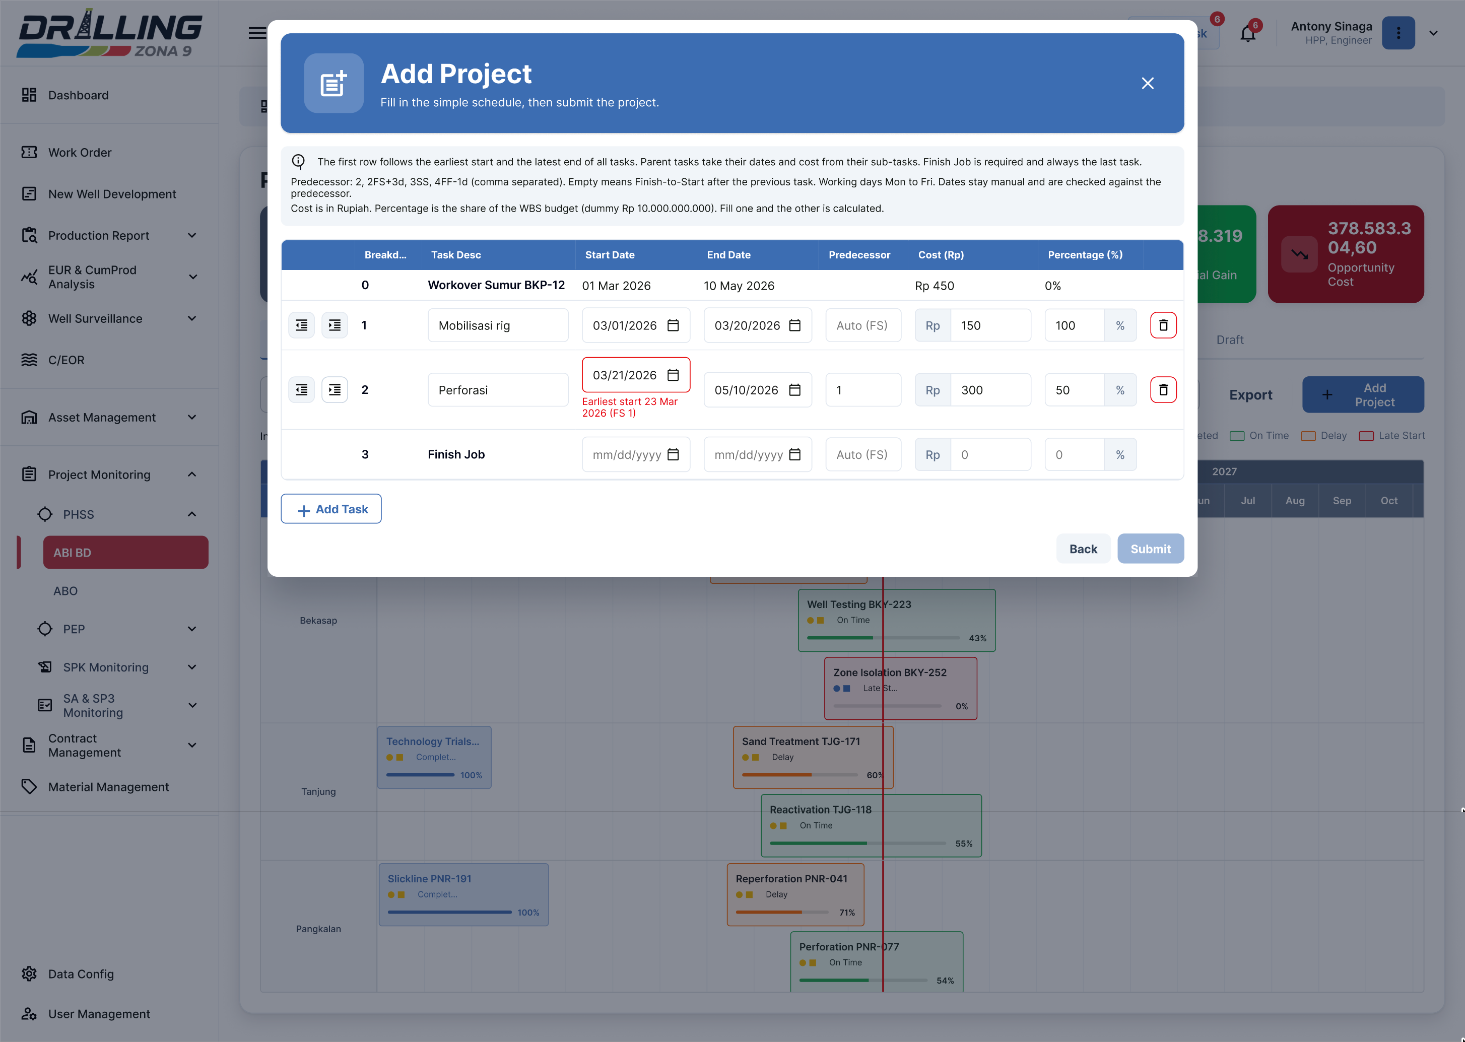 DRILLING
ZONA 9
6
6
Antony Sinaga
HPP, Engineer
Dashboard
Work Order
New Well Development
Production Report
EUR & CumProd
Analysis
Well Surveillance
C/EOR
Asset Management
Project Monitoring
PHSS
ABI BD
ABO
PEP
SPK Monitoring
SA & SP3
Monitoring
Contract
Management
Material Management
Data Config
User Management
Add Project
Fill in the simple schedule, then submit the project.
The first row follows the earliest start and the latest end of all tasks. Parent tasks take their dates and cost from their sub-tasks. Finish Job is required and always the last task.
Predecessor: 2, 2FS+3d, 3SS, 4FF-1d (comma separated). Empty means Finish-to-Start after the previous task. Working days Mon to Fri. Dates stay manual and are checked against the
predecessor.
Cost is in Rupiah. Percentage is the share of the WBS budget (dummy Rp 10.000.000.000). Fill one and the other is calculated.
Breakd... Task Desc Start Date End Date Predecessor Cost (Rp) Percentage (%)
0 Workover Sumur BKP-12 01 Mar 2026 10 May 2026 Rp 450 0%
1 Mobilisasi rig 03/01/2026 03/20/2026 Auto (FS) Rp 150 100 %
2 Perforasi 03/21/2026 05/10/2026 1 Rp 300 50 %
Earliest start 23 Mar
2026 (FS 1)
3 Finish Job mm/dd/yyyy mm/dd/yyyy Auto (FS) Rp 0 0 %
Add Task
Back Submit
8.319
Gain
378.583.3
04,60
Opportunity
Cost
Draft
Export
Add
Project
On Time Delay Late Start
2027
Jul Aug Sep Oct
Bekasap
Well Testing BKY-223
On Time
43%
Zone Isolation BKY-252
Late St...
0%
Tanjung
Technology Trials...
Complet...
100%
Sand Treatment TJG-171
Delay
60%
Reactivation TJG-118
On Time
55%
Pangkalan
Slickline PNR-191
Complet...
100%
Reperforation PNR-041
Delay
71%
Perforation PNR-077
On Time
54%